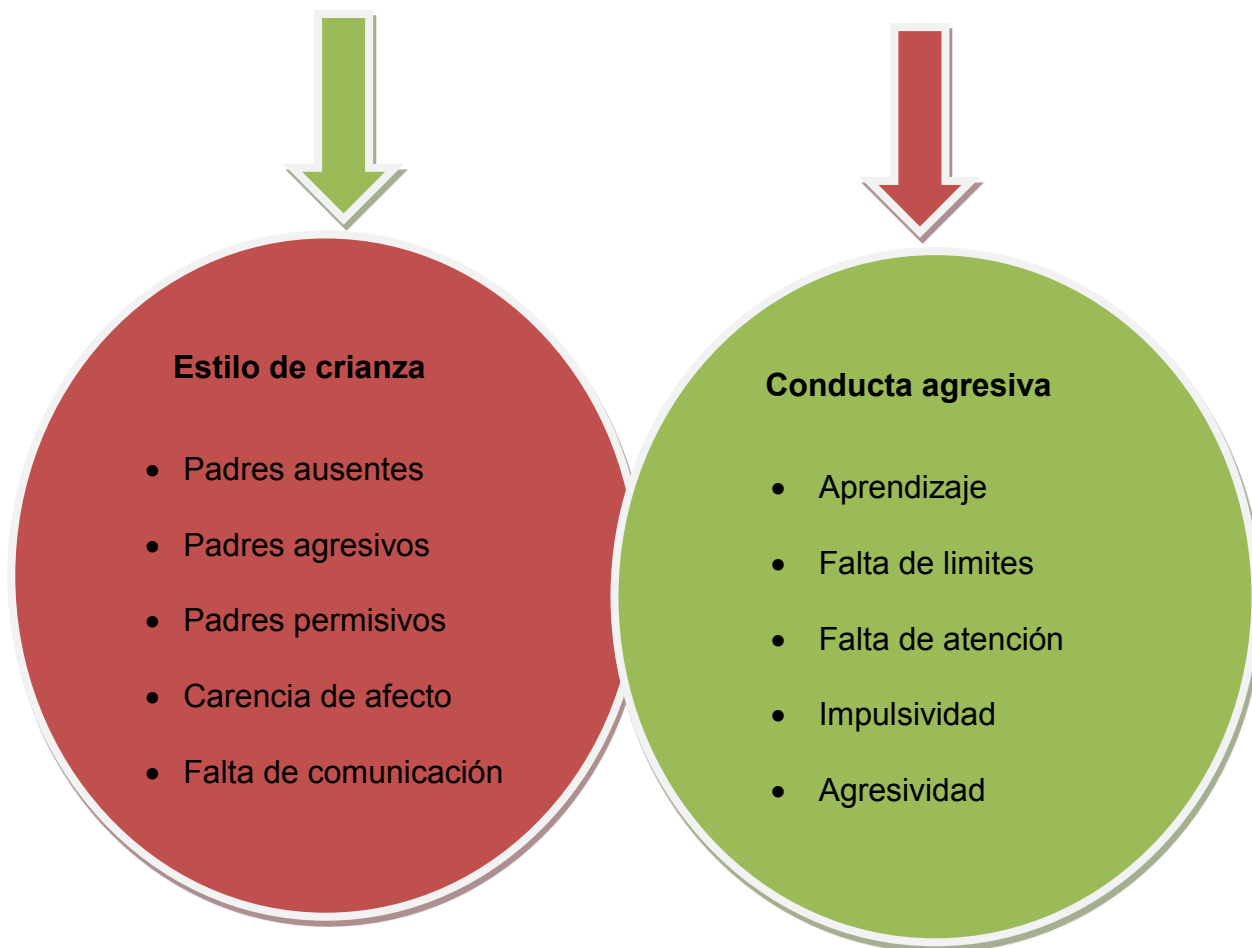 Estilo de crianza
• Padres ausentes
• Padres agresivos
• Padres permisivos
• Carencia de afecto
• Falta de comunicación
Conducta agresiva
• Aprendizaje
• Falta de limites
• Falta de atención
• Impulsividad
• Agresividad